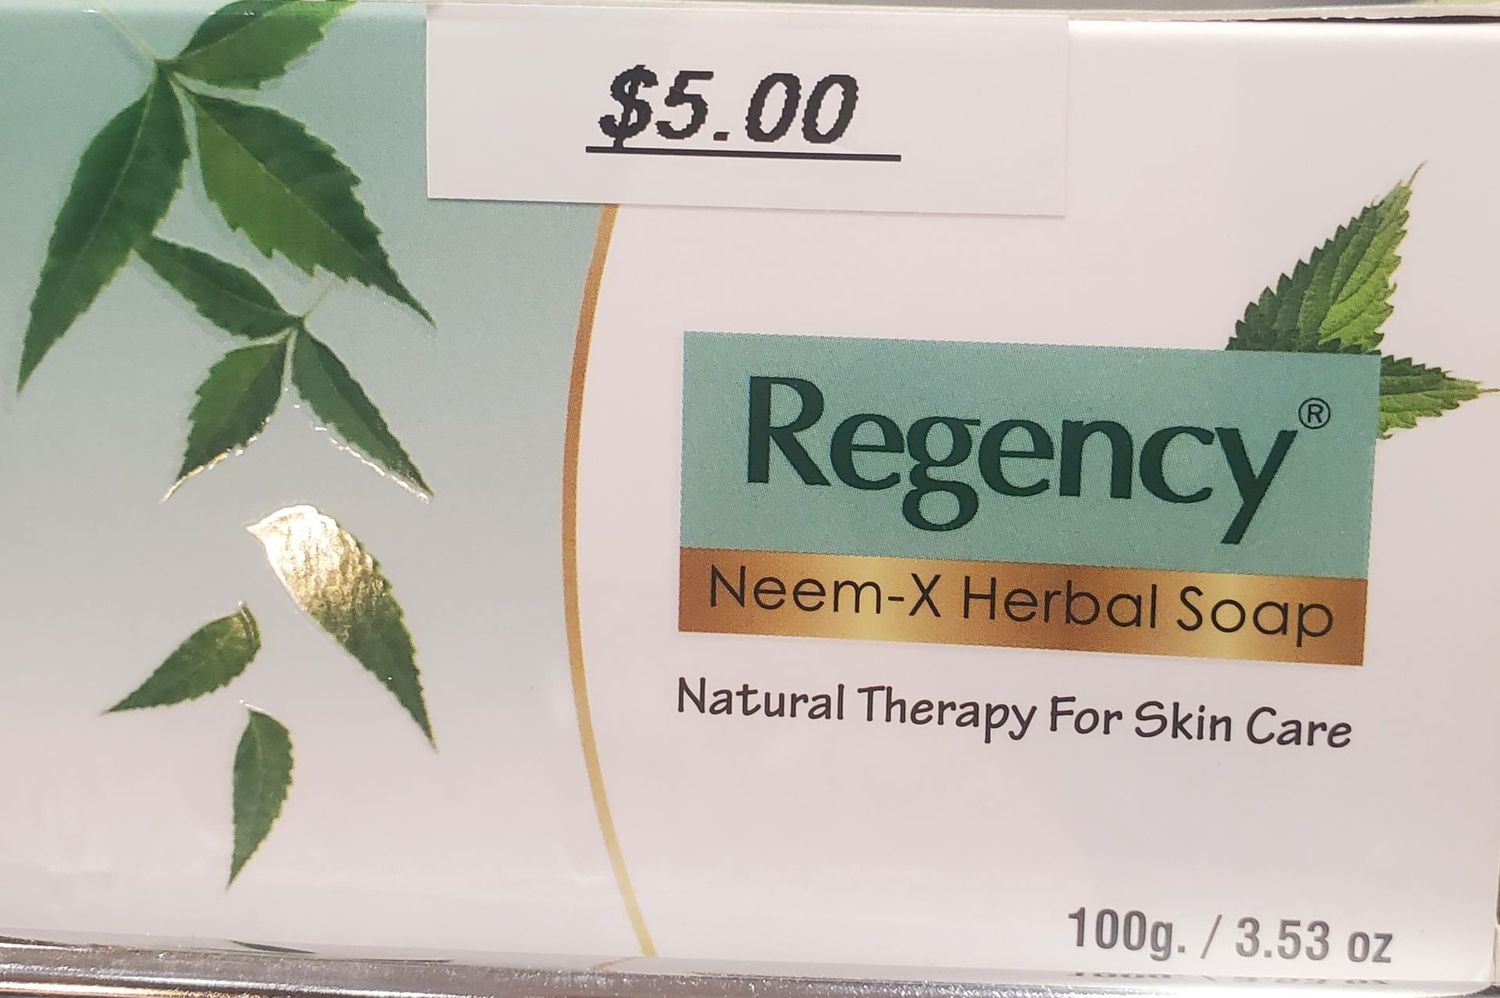 $5.00
Regency®
Neem-X Herbal Soap
Natural Therapy For Skin Care
100g. / 3.53 oz